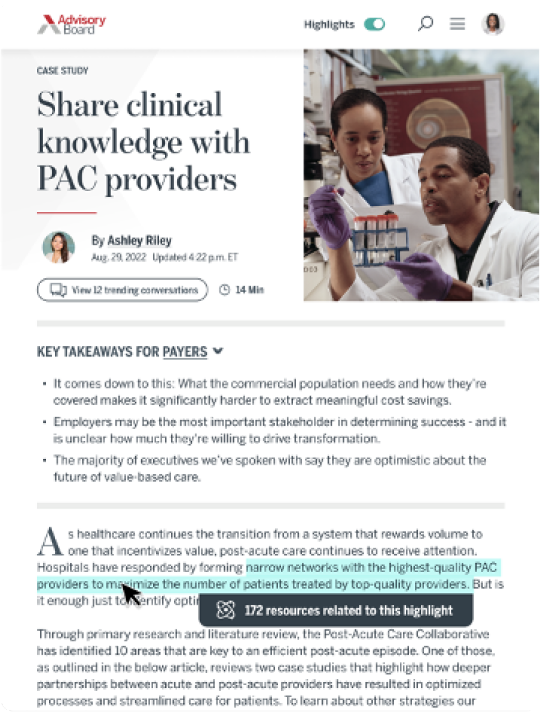 Advisory
Board
Highlights
CASE STUDY
Share clinical
knowledge with
PAC providers
By Ashley Riley
Aug. 29, 2022 Updated 4:22 p.m. ET
View 12 trending conversations
14 Min
KEY TAKEAWAYS FOR PAYERS
• It comes down to this: What the commercial population needs and how they're
covered makes it significantly harder to extract meaningful cost savings.
• Employers may be the most important stakeholder in determining success - and it
is unclear how much they're willing to drive transformation.
• The majority of executives we've spoken with say they are optimistic about the
future of value-based care.
As healthcare continues the transition from a system that rewards volume to
one that incentivizes value, post-acute care continues to receive attention.
Hospitals have responded by forming narrow networks with the highest-quality PAC
providers to maximize the number of patients treated by top-quality providers. But is
it enough just to identify opti
172 resources related to this highlight
Through primary research and literature review, the Post-Acute Care Collaborative
has identified 10 areas that are key to an efficient post-acute episode. One of those,
as outlined in the below article, reviews two case studies that highlight how deeper
partnerships between acute and post-acute providers have resulted in optimized
processes and streamlined care for patients. To learn about other strategies our